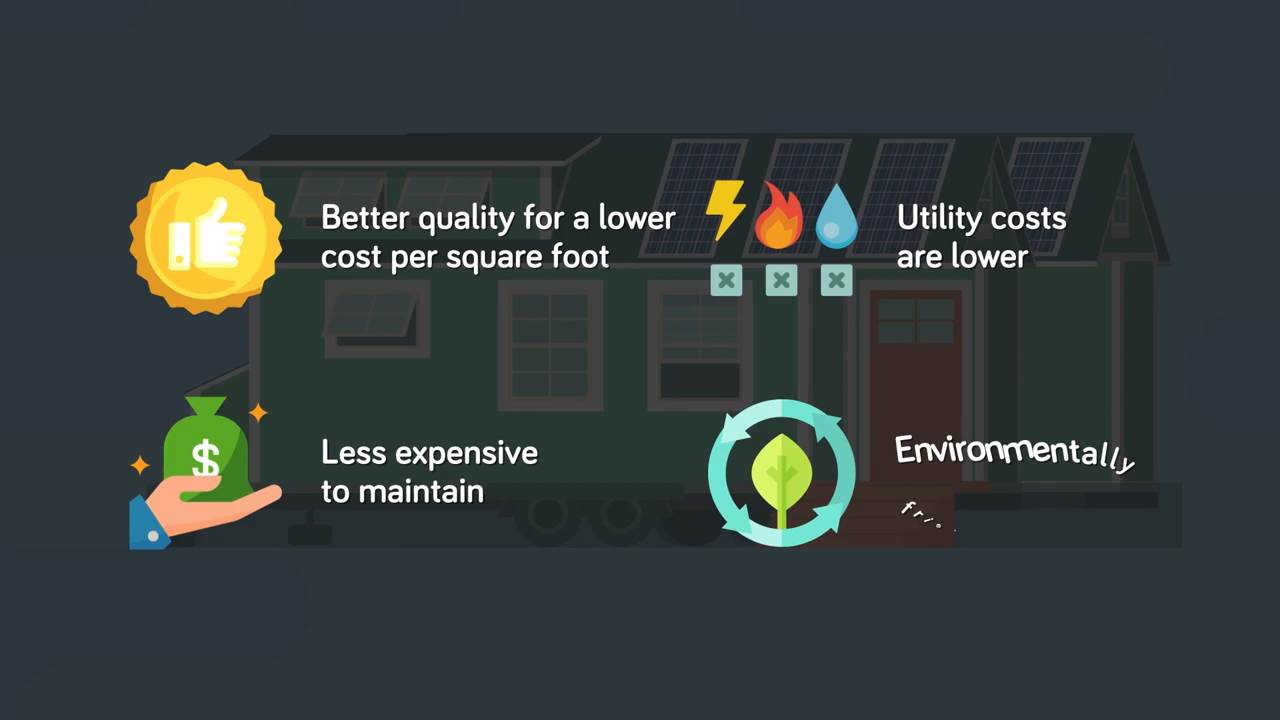 Better quality for a lower
cost per square foot
Utility costs
are lower
$
Less expensive
to maintain
Environmentally